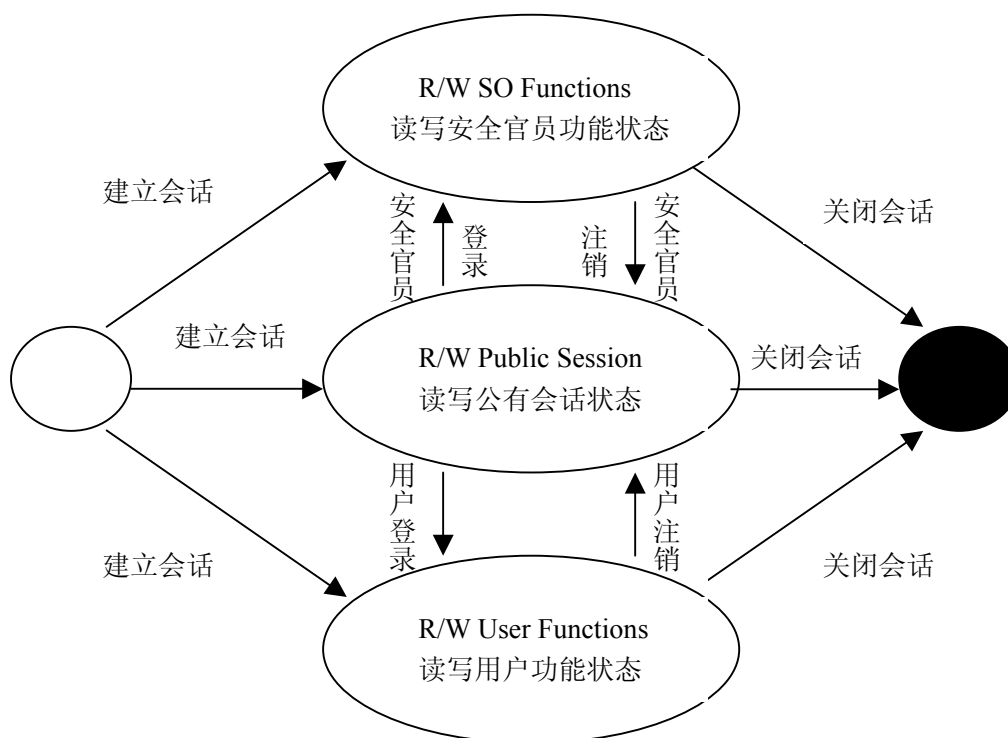 R/W SO Functions
读写安全官员功能状态
建立会话
关闭会话
安全官员
登录
注销
安全官员
建立会话
R/W Public Session
读写公有会话状态
关闭会话
用户登录
用户注销
建立会话
关闭会话
R/W User Functions
读写用户功能状态